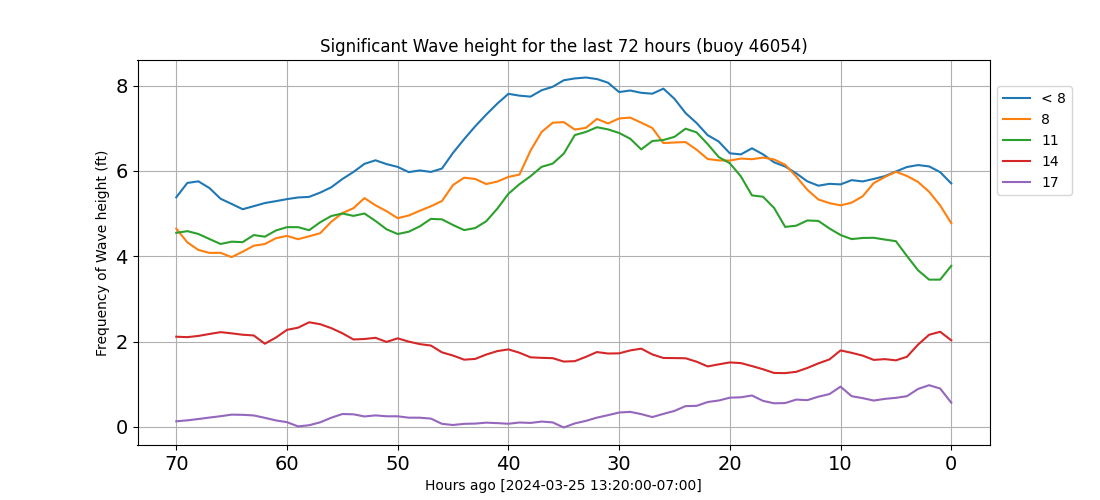 Significant Wave height for the last 72 hours (buoy 46054)
Frequency of Wave height (ft)
8
6
4
2
0
70 60 50 40 30 20 10 0
Hours ago [2024-03-25 13:20:00-07:00]
< 8
8
11
14
17